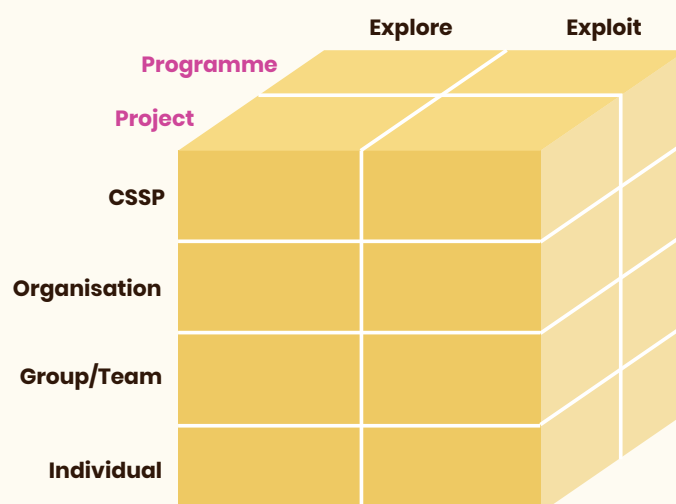 Explore
Exploit
Programme
Project
CSSP
Organisation
Group/Team
Individual